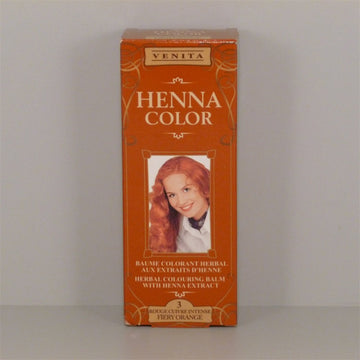 VENITA
HENNA
COLOR
BAUME COLORANT HERBAL
AUX EXTRAITS D'HENNE
HERBAL COLOURING BALM
WITH HENNA EXTRACT
3
ROUGE CUIVRE INTENSE
FIERY ORANGE